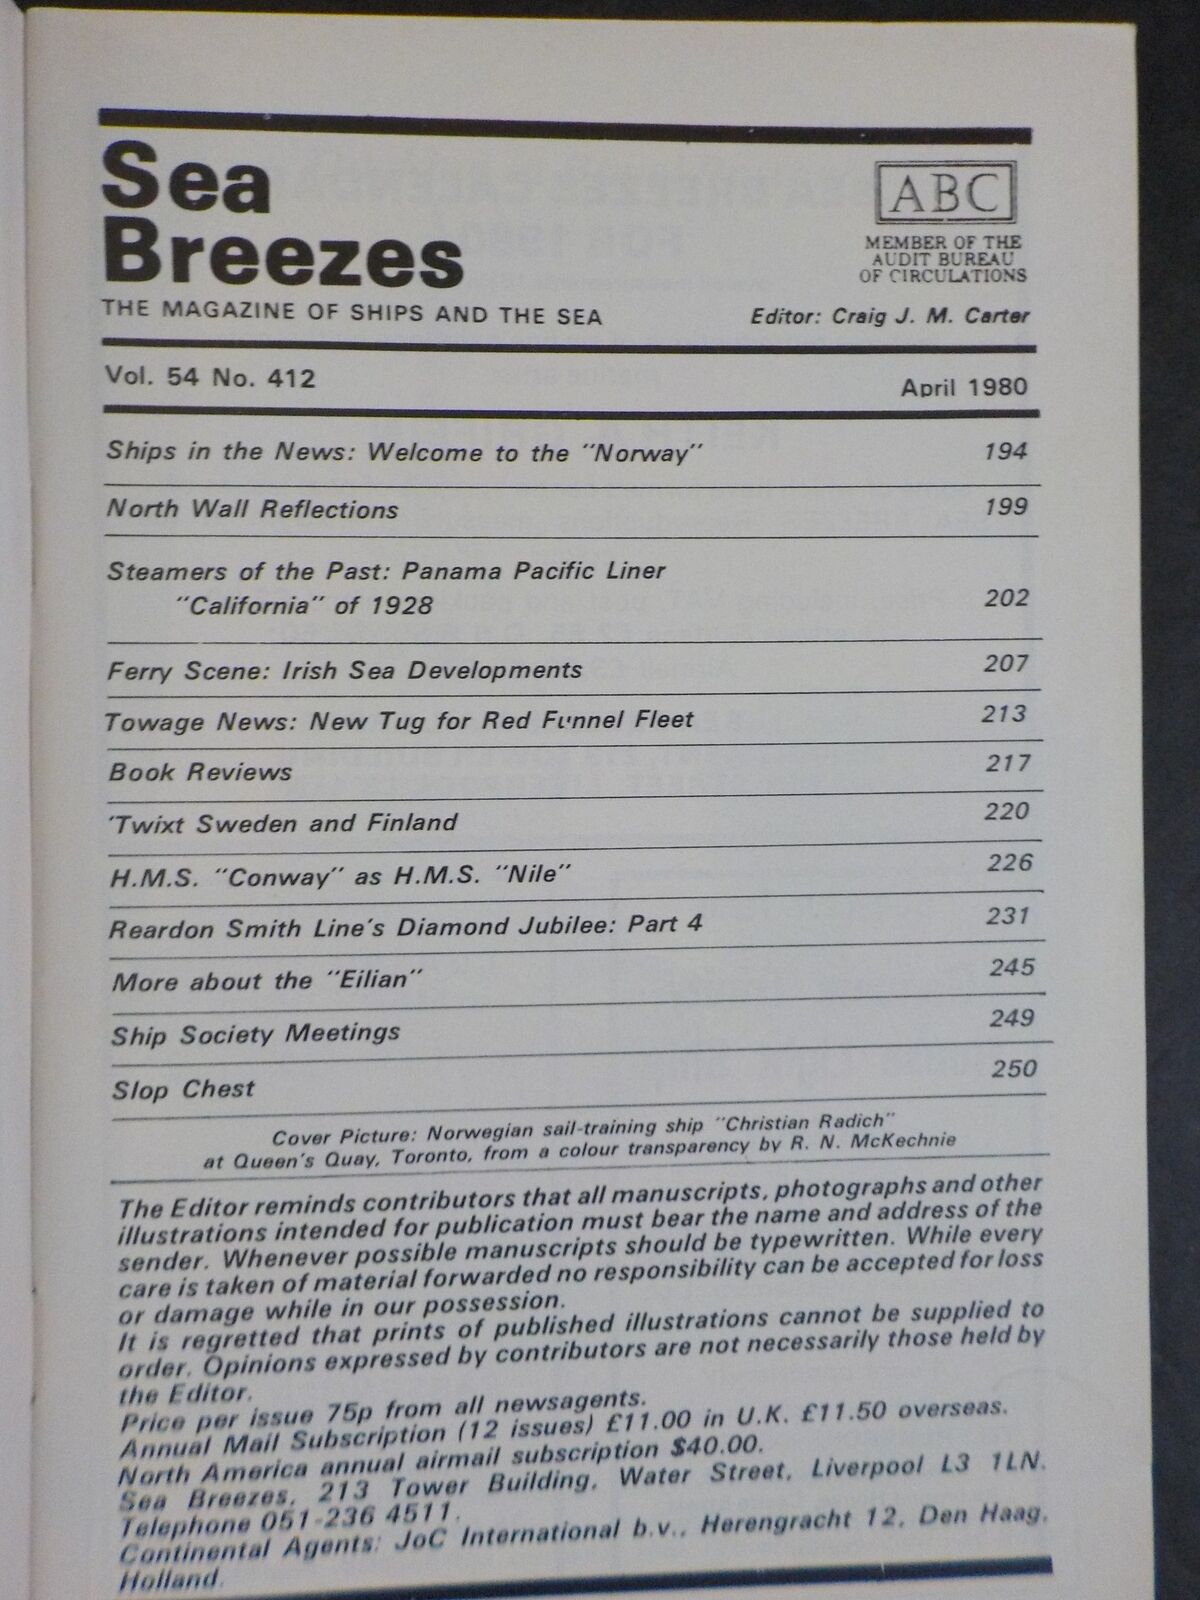 Sea
Breezes
THE MAGAZINE OF SHIPS AND THE SEA
ABC
MEMBER OF THE
AUDIT BUREAU
OF CIRCULATIONS
Editor: Craig J. M. Carter
Vol. 54 No. 412 April 1980
Ships in the News: Welcome to the "Norway" 194
North Wall Reflections 199
Steamers of the Past: Panama Pacific Liner
"California" of 1928 202
Ferry Scene: Irish Sea Developments 207
Towage News: New Tug for Red Funnel Fleet 213
Book Reviews 217
'Twixt Sweden and Finland 220
H.M.S. "Conway" as H.M.S. "Nile" 226
Reardon Smith Line's Diamond Jubilee: Part 4 231
More about the "Eilian" 245
Ship Society Meetings 249
Slop Chest 250
Cover Picture: Norwegian sail-training ship "Christian Radich"
at Queen's Quay, Toronto, from a colour transparency by R. N. McKechnie
The Editor reminds contributors that all manuscripts, photographs and other
illustrations intended for publication must bear the name and address of the
sender. Whenever possible manuscripts should be typewritten. While every
care is taken of material forwarded no responsibility can be accepted for loss
or damage while in our possession.
It is regretted that prints of published illustrations cannot be supplied to
order. Opinions expressed by contributors are not necessarily those held by
the Editor.
Price per issue 75p from all newsagents.
Annual Mail Subscription (12 issues) £11.00 in U.K. £11.50 overseas.
North America annual airmail subscription $40.00.
Sea Breezes, 213 Tower Building, Water Street, Liverpool L3 1LN.
Telephone 051-236 4511.
Continental Agents: JoC International b.v., Herengracht 12, Den Haag,
Holland.